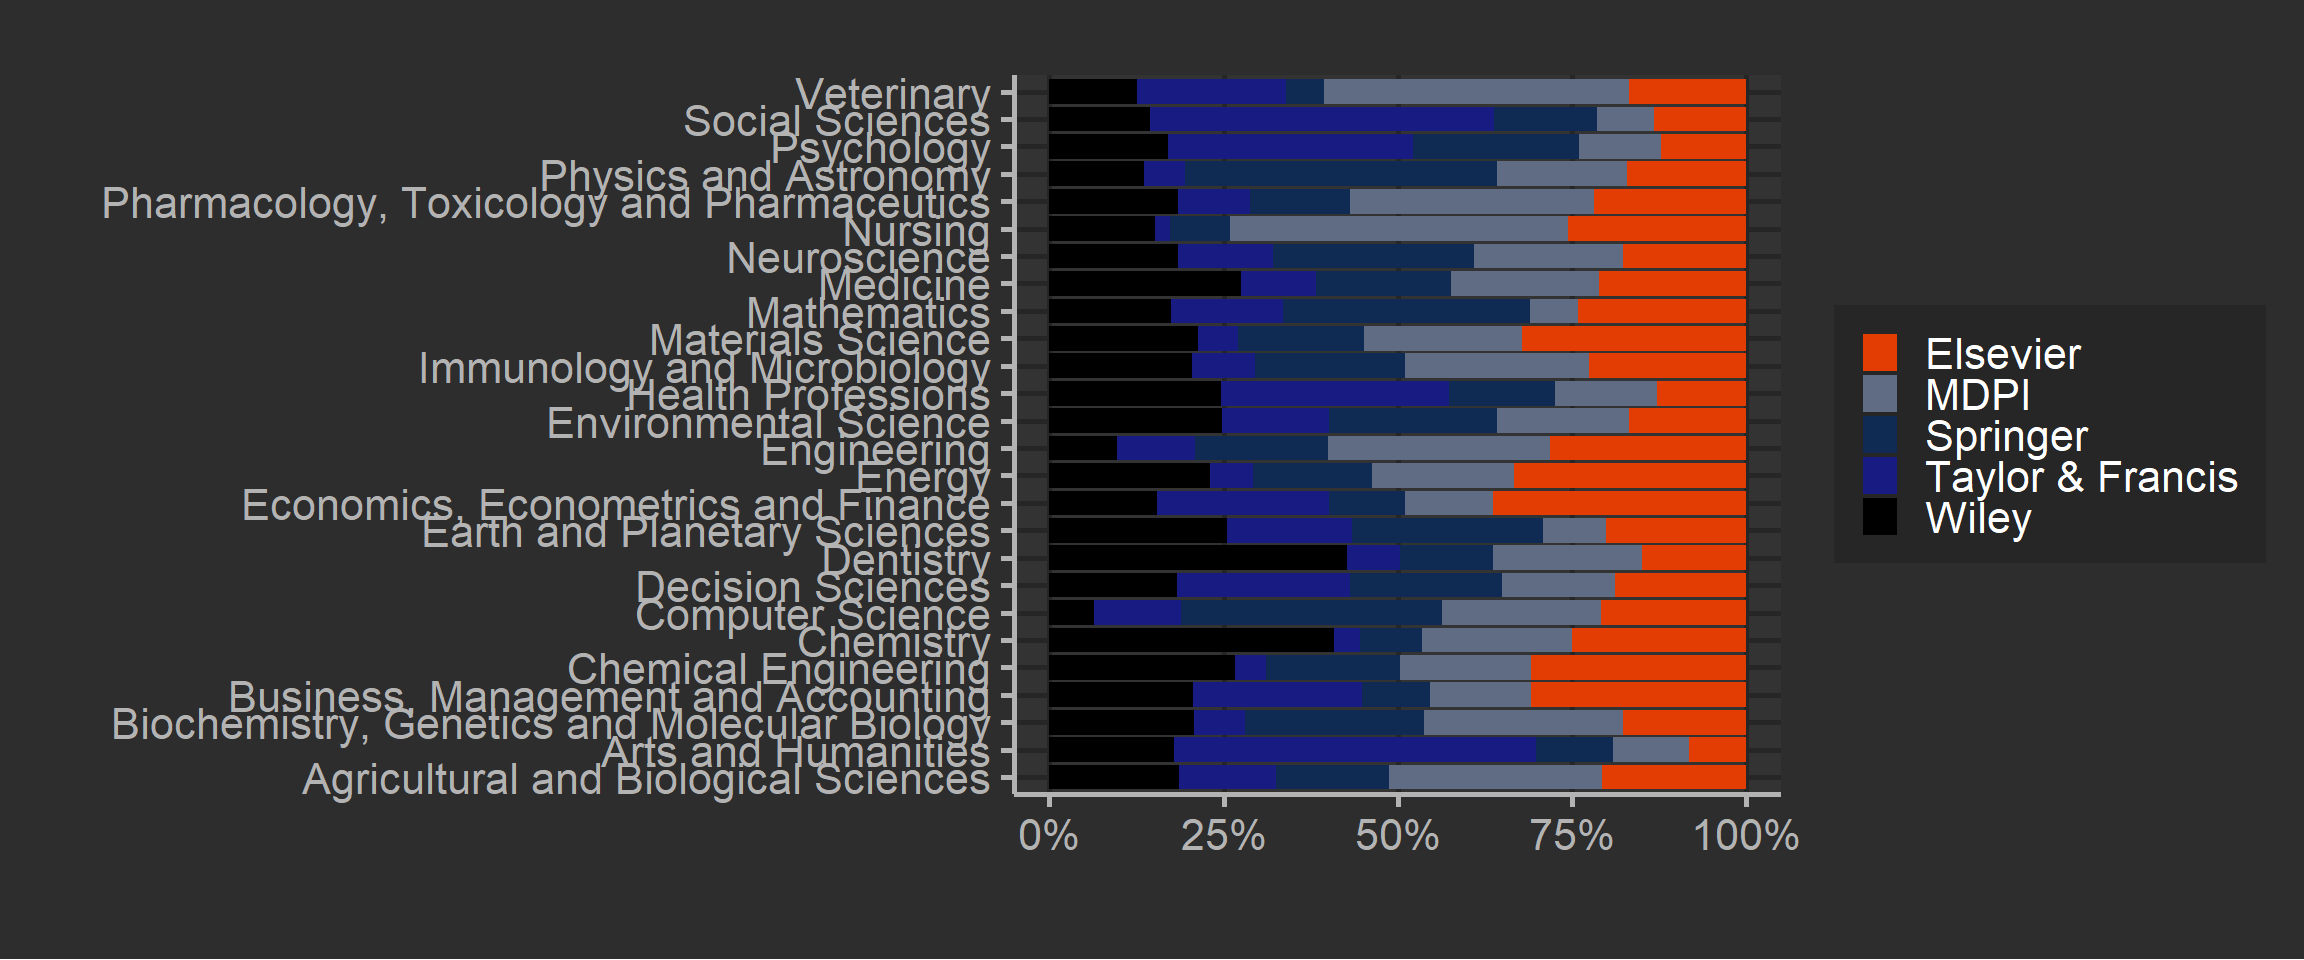 Veterinary
Social Sciences
Psychology
Physics and Astronomy
Pharmacology, Toxicology and Pharmaceutics
Nursing
Neuroscience
Medicine
Mathematics
Materials Science
Immunology and Microbiology
Health Professions
Environmental Science
Engineering
Energy
Economics, Econometrics and Finance
Earth and Planetary Sciences
Dentistry
Decision Sciences
Computer Science
Chemistry
Chemical Engineering
Business, Management and Accounting
Biochemistry, Genetics and Molecular Biology
Arts and Humanities
Agricultural and Biological Sciences
0% 25% 50% 75% 100%
Elsevier
MDPI
Springer
Taylor & Francis
Wiley